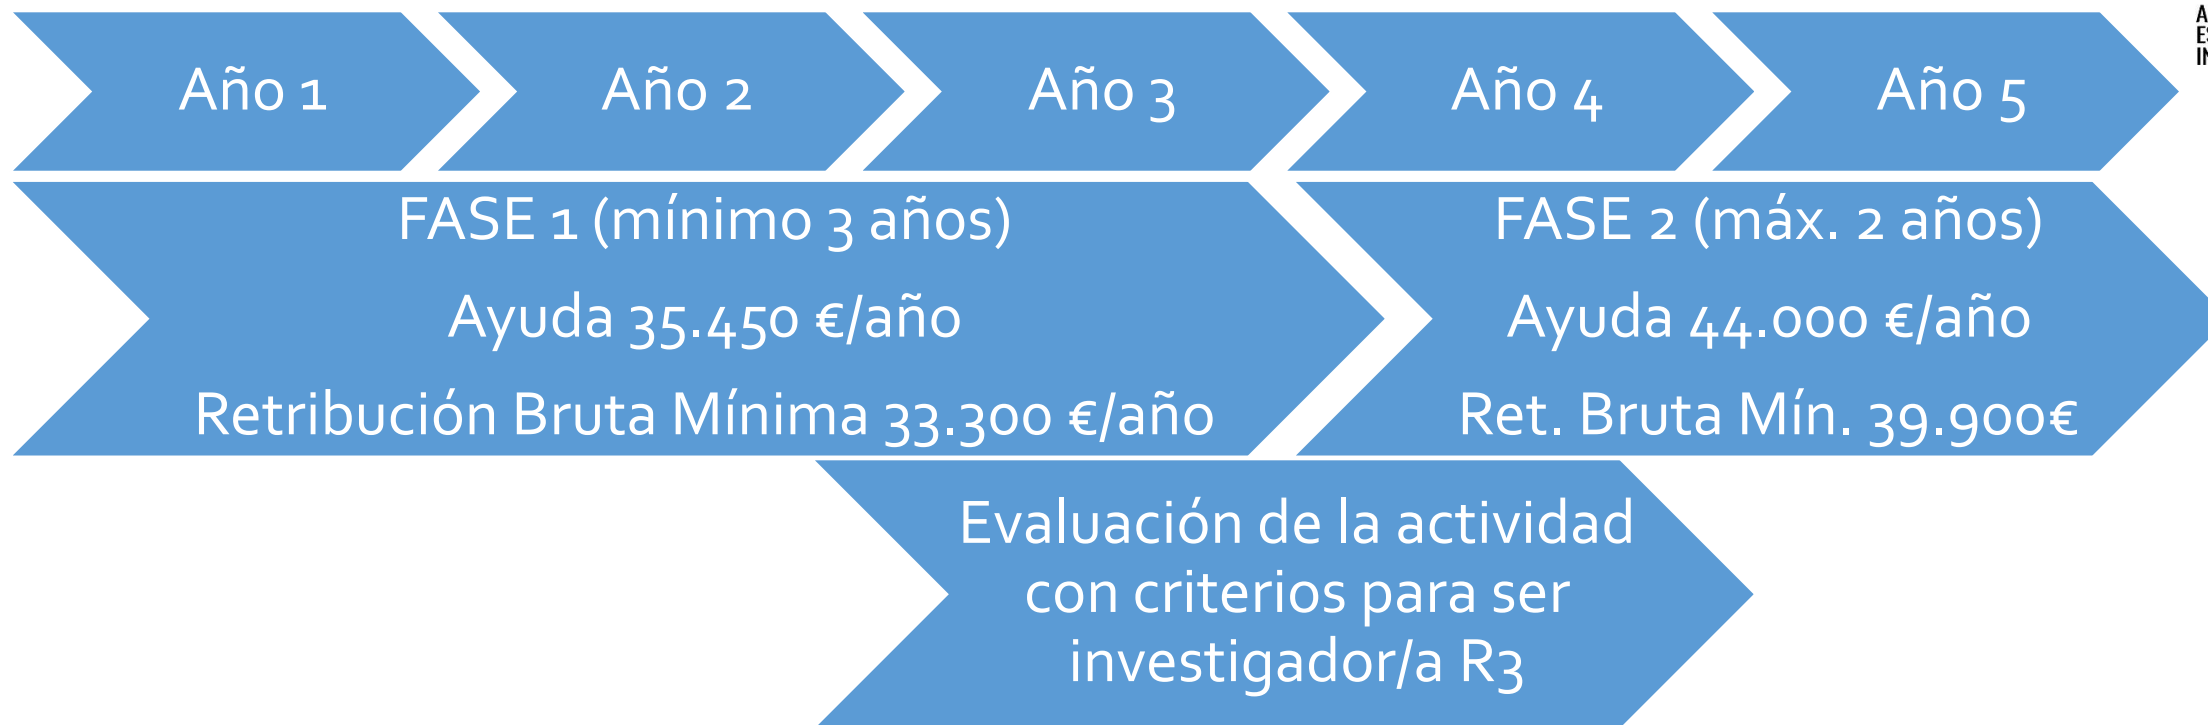 Año 1
Año 2
Año 3
Año 4
Año 5
FASE 1 (mínimo 3 años)
Ayuda 35.450 €/año
Retribución Bruta Mínima 33.300 €/año
FASE 2 (máx. 2 años)
Ayuda 44.000 €/año
Ret. Bruta Mín. 39.900€
Evaluación de la actividad
con criterios para ser
investigador/a R3